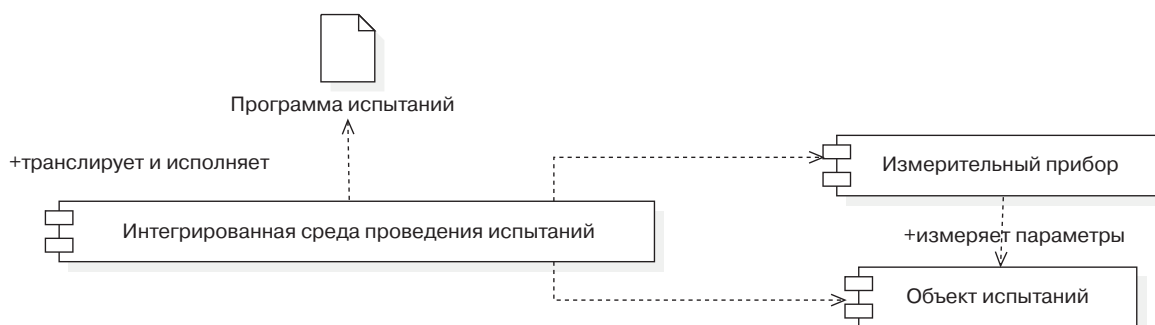 Программа испытаний
+транслирует и исполняет
Измерительный прибор
Интегрированная среда проведения испытаний
+измеряет параметры
Объект испытаний